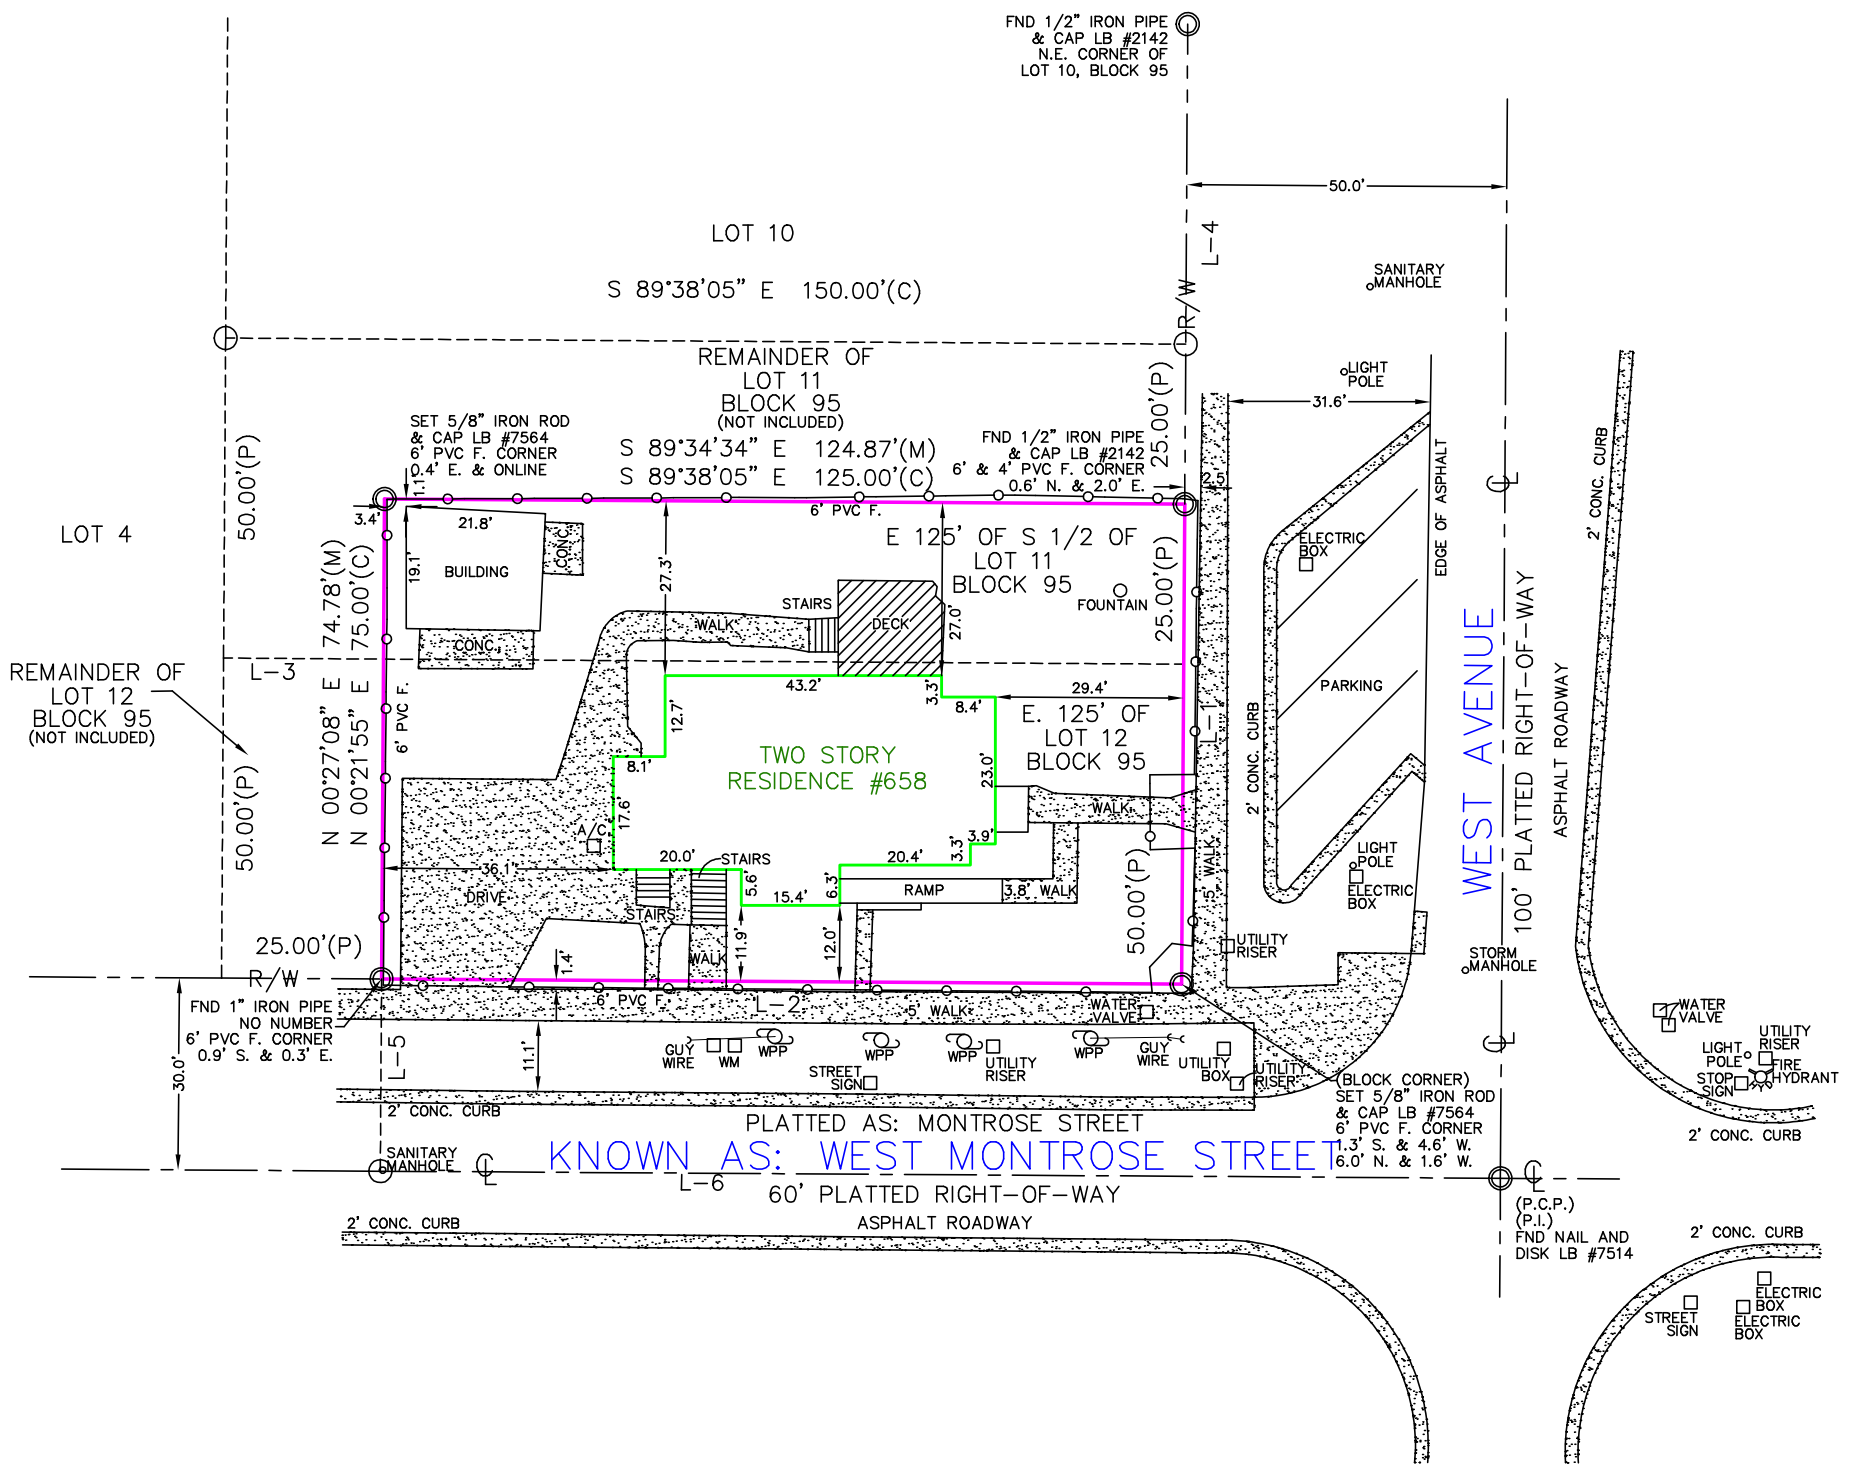 FND 1/2" IRON PIPE
& CAP LB #2142
N.E. CORNER OF
LOT 10, BLOCK 95
50.0'
LOT 10
S 89°38'05" E 150.00'(C)
L-4
R/W
SANITARY
MANHOLE
REMAINDER OF
LOT 11
BLOCK 95
(NOT INCLUDED)
S 89°34'34" E 124.87'(M)
S 89°38'05" E 125.00'(C)
SET 5/8" IRON ROD
& CAP LB #7564
6' PVC F. CORNER
0.4' E. & ONLINE
FND 1/2" IRON PIPE
& CAP LB #2142
6' & 4' PVC F. CORNER
0.6' N. & 2.0' E.
25.00'(P)
LIGHT
POLE
31.6'
2.5
EDGE OF ASPHALT
2' CONC. CURB
50.00'(P)
LOT 4
1.1'
3.4'
21.8'
19.1'
BUILDING
CONC.
CONC.
6' PVC F.
E 125' OF S 1/2 OF
LOT 11
BLOCK 95
25.00'(P)
FOUNTAIN
27.3'
27.0'
STAIRS
WALK
DECK
ELECTRIC
BOX
N 00°27'08" E 74.78'(M)
N 00°21'55" E 75.00'(C)
6' PVC F.
REMAINDER OF
LOT 12
BLOCK 95
(NOT INCLUDED)
L-3
50.00'(P)
43.2'
3.3'
8.4'
29.4'
12.7'
8.1'
17.6'
23.0'
TWO STORY
RESIDENCE #658
E. 125' OF
LOT 12
BLOCK 95
L-1
PARKING
2' CONC. CURB
WEST AVENUE
100' PLATTED RIGHT-OF-WAY
ASPHALT ROADWAY
WALK
A/C
20.0'
STAIRS
3.9'
3.3'
20.4'
5.6'
15.4'
6.3'
RAMP
3.8'
WALK
36.1'
DRIVE
STAIRS
WALK
11.9'
12.0'
1.4'
50.00'(P)
5' WALK
LIGHT
POLE
ELECTRIC
BOX
UTILITY
RISER
STORM
MANHOLE
25.00'(P)
R/W
FND 1" IRON PIPE
NO NUMBER
6' PVC F. CORNER
0.9' S. & 0.3' E.
30.0'
L-5
6' PVC F.
L-2
5' WALK
WATER
VALVE
11.1'
GUY
WIRE
WM
WPP
WPP
WPP
WPP
STREET
SIGN
UTILITY
RISER
GUY
WIRE
UTILITY
BOX
UTILITY
RISER
WATER
VALVE
UTILITY
RISER
LIGHT
POLE
FIRE
HYDRANT
STOP
SIGN
2' CONC. CURB
2' CONC. CURB
(BLOCK CORNER)
SET 5/8" IRON ROD
& CAP LB #7564
6' PVC F. CORNER
1.3' S. & 4.6' W.
6.0' N. & 1.6' W.
PLATTED AS: MONTROSE STREET
KNOWN AS: WEST MONTROSE STREET
SANITARY
MANHOLE
L-6
60' PLATTED RIGHT-OF-WAY
ASPHALT ROADWAY
2' CONC. CURB
(P.C.P.)
(P.I.)
FND NAIL AND
DISK LB #7514
2' CONC. CURB
ELECTRIC
BOX
STREET
SIGN
ELECTRIC
BOX